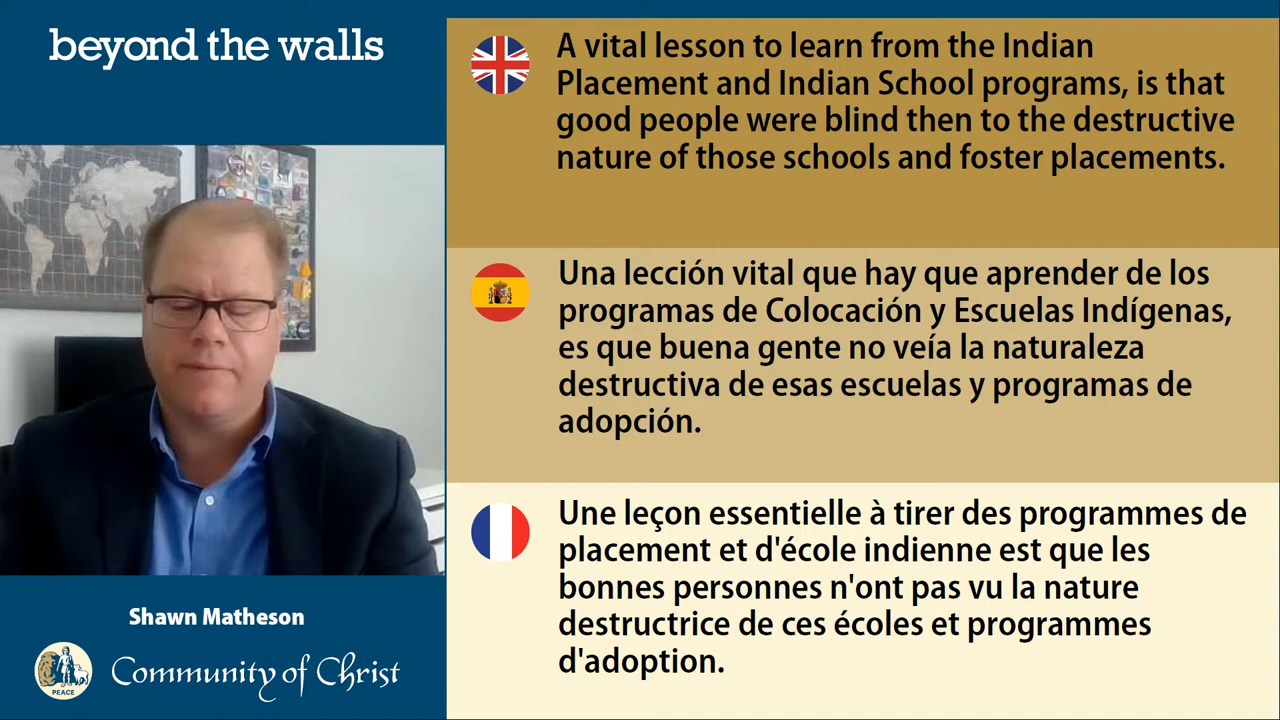 beyond the walls
A vital lesson to learn from the Indian
Placement and Indian School programs, is that
good people were blind then to the destructive
nature of those schools and foster placements.
Una lección vital que hay que aprender de los
programas de Colocación y Escuelas Indígenas,
es que buena gente no veía la naturaleza
destructiva de esas escuelas y programas de
adopción.
Une leçon essentielle à tirer des programmes de
placement et d'école indienne est que les
bonnes personnes n'ont pas vu la nature
destructrice de ces écoles et programmes
d'adoption.
Shawn Matheson
PEACE
Community of Christ